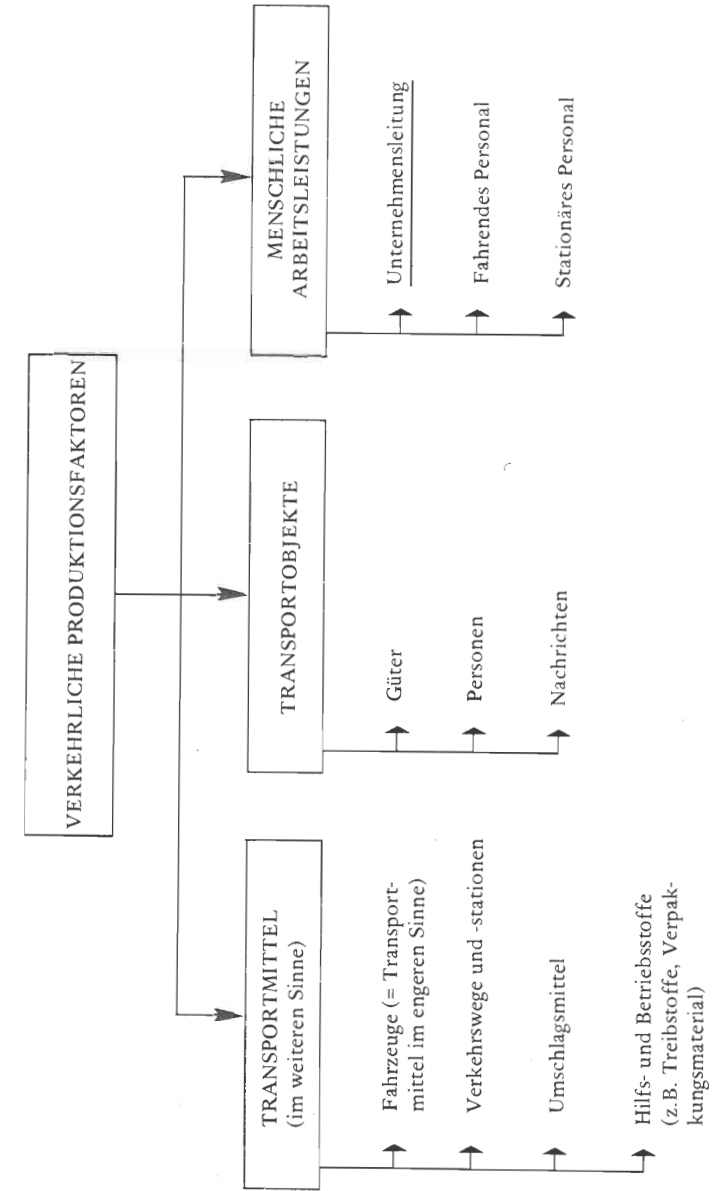 VERKEHRLICHE PRODUKTIONSFAKTOREN
TRANSPORTMITTEL
(im weiteren Sinne)
Fahrzeuge (= Transport-
mittel im engeren Sinne)
Verkehrswege und -stationen
Umschlagsmittel
Hilfs- und Betriebsstoffe
(z.B. Treibstoffe, Verpak-
kungsmaterial)
TRANSPORTOBJEKTE
Güter
Personen
Nachrichten
MENSCHLICHE
ARBEITSLEISTUNGEN
Unternehmensleitung
Fahrendes Personal
Stationäres Personal